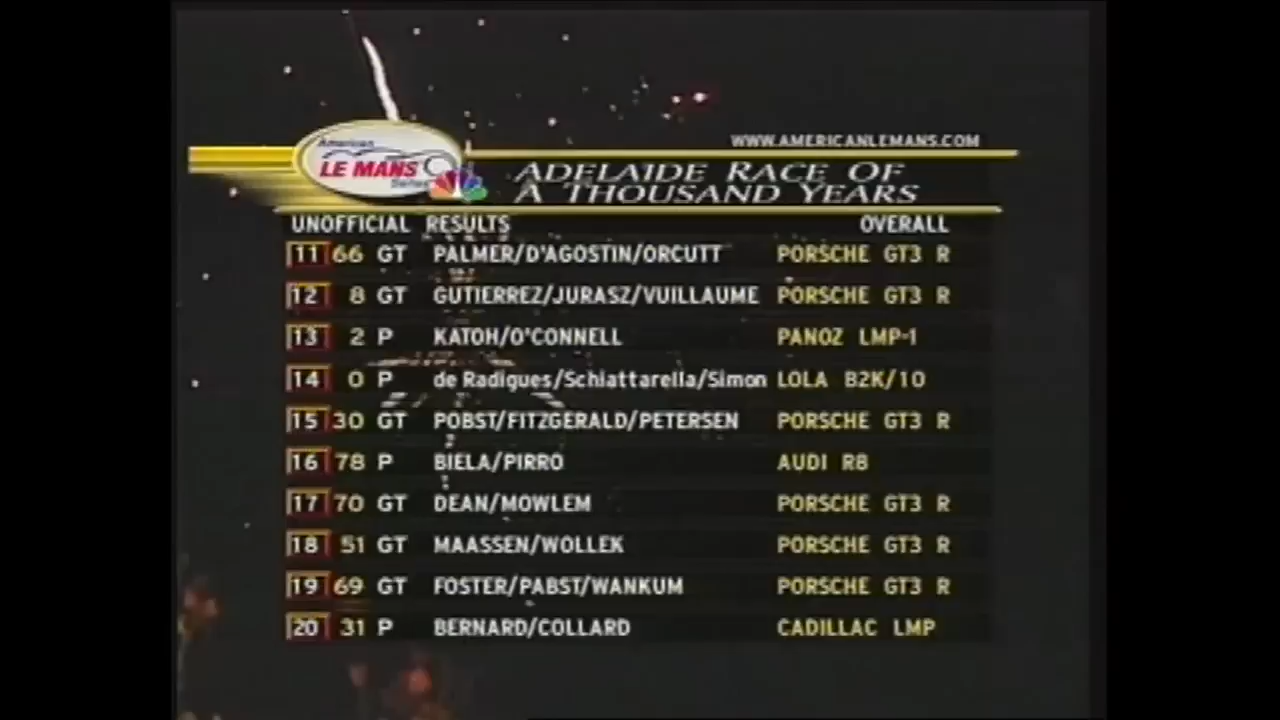 WWW.AMERICANLEMANS.COM
American
LE MANS
Series
ADELAIDE RACE OF
A THOUSAND YEARS
UNOFFICIAL RESULTS OVERALL
11 66 GT PALMER/D'AGOSTIN/ORCUTT PORSCHE GT3 R
12 8 GT GUTIERREZ/JURASZ/VUILLAUME PORSCHE GT3 R
13 2 P KATOH/O'CONNELL PANOZ LMP-1
14 0 P de Radigues/Schiattarella/Simon LOLA B2K/10
15 30 GT POBST/FITZGERALD/PETERSEN PORSCHE GT3 R
16 78 P BIELA/PIRRO AUDI R8
17 70 GT DEAN/MOWLEM PORSCHE GT3 R
18 51 GT MAASSEN/WOLLEK PORSCHE GT3 R
19 69 GT FOSTER/PABST/WANKUM PORSCHE GT3 R
20 31 P BERNARD/COLLARD CADILLAC LMP